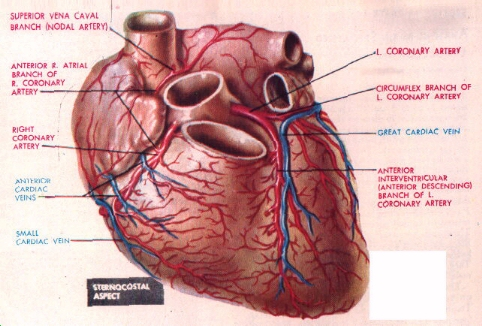 SUPERIOR VENA CAVAL
BRANCH (NODAL ARTERY)
ANTERIOR R. ATRIAL
BRANCH OF
R. CORONARY
ARTERY
RIGHT
CORONARY
ARTERY
ANTERIOR
CARDIAC
VEINS
SMALL
CARDIAC VEIN
STERNOCOSTAL
ASPECT
L. CORONARY ARTERY
CIRCUMFLEX BRANCH OF
L. CORONARY ARTERY
GREAT CARDIAC VEIN
ANTERIOR
INTERVENTRICULAR
(ANTERIOR DESCENDING)
BRANCH OF L.
CORONARY ARTERY